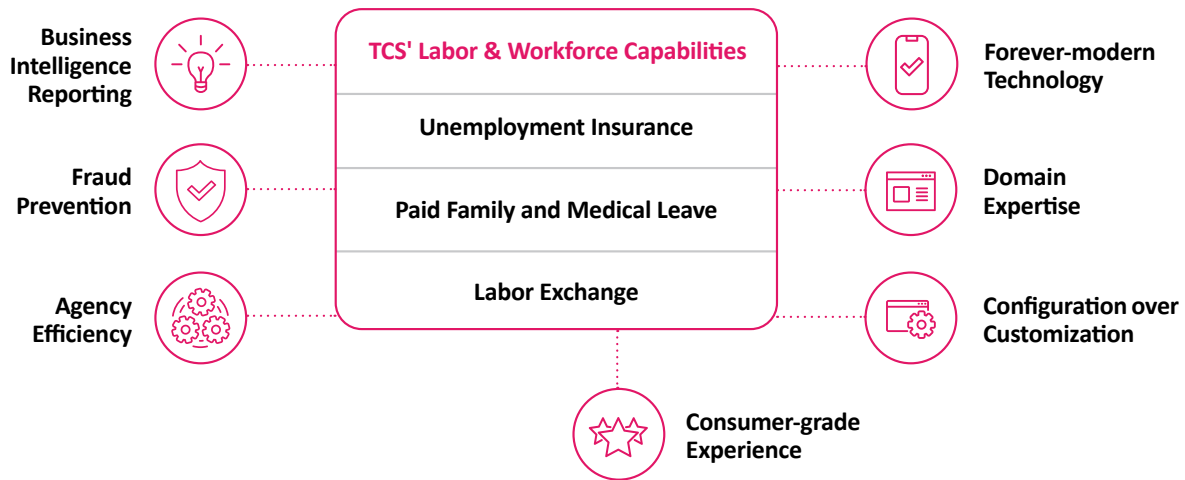 TCS' Labor & Workforce Capabilities
Unemployment Insurance
Paid Family and Medical Leave
Labor Exchange
Business
Intelligence
Reporting
Fraud
Prevention
Agency
Efficiency
Forever-modern
Technology
Domain
Expertise
Configuration over
Customization
Consumer-grade
Experience